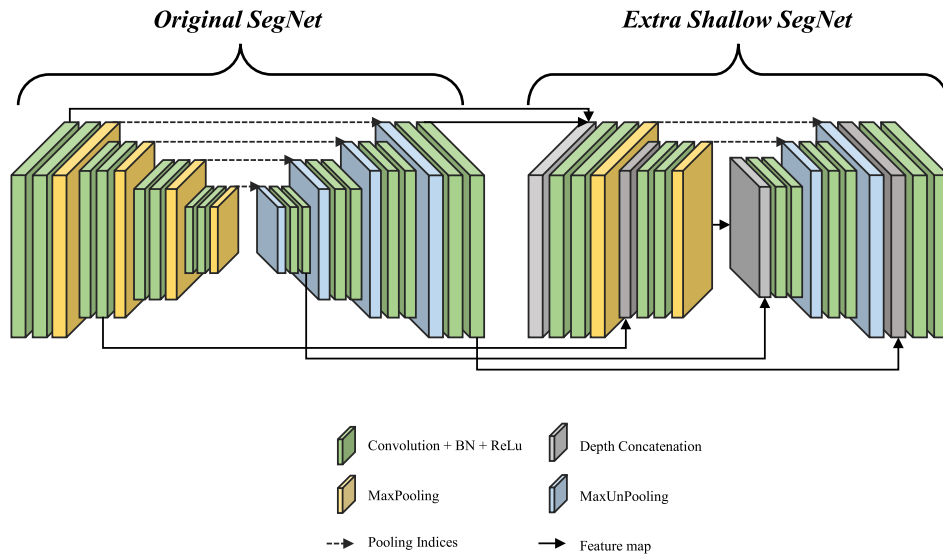 Original SegNet
Extra Shallow SegNet
Convolution + BN + ReLu
Depth Concatenation
MaxPooling
MaxUnPooling
Pooling Indices
Feature map